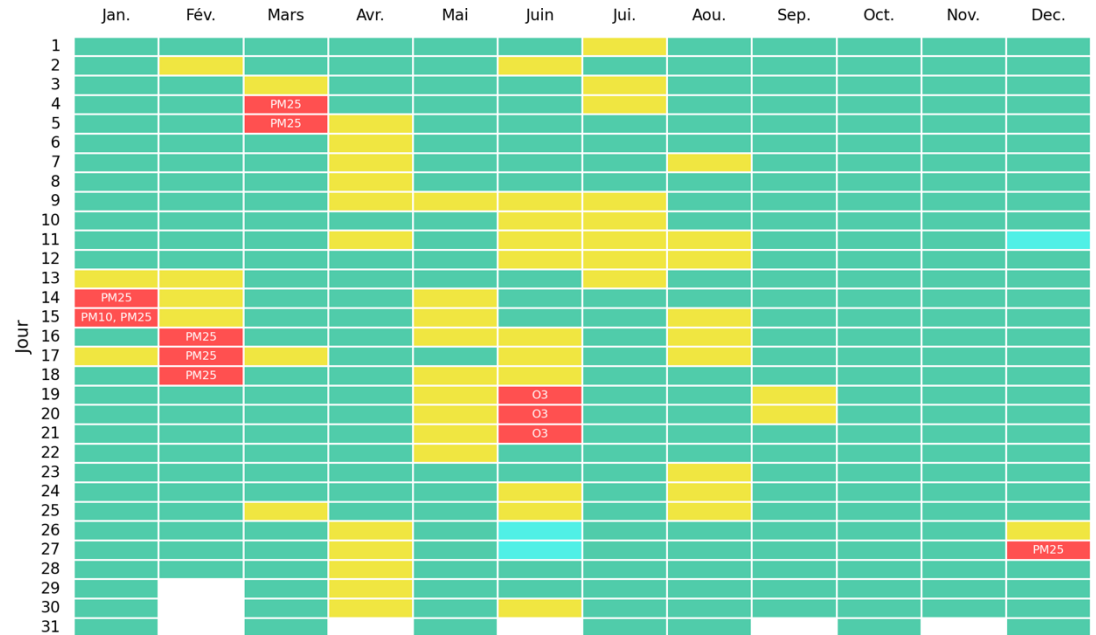 Jan. Fév. Mars Avr. Mai Juin Jui. Aou. Sep. Oct. Nov. Dec.
Jour
1
2
3
4 PM25
5 PM25
6
7
8
9
10
11
12
13
14 PM25
15 PM10, PM25
16 PM25
17 PM25
18 PM25
19 O3
20 O3
21 O3
22
23
24
25
26
27 PM25
28
29
30
31